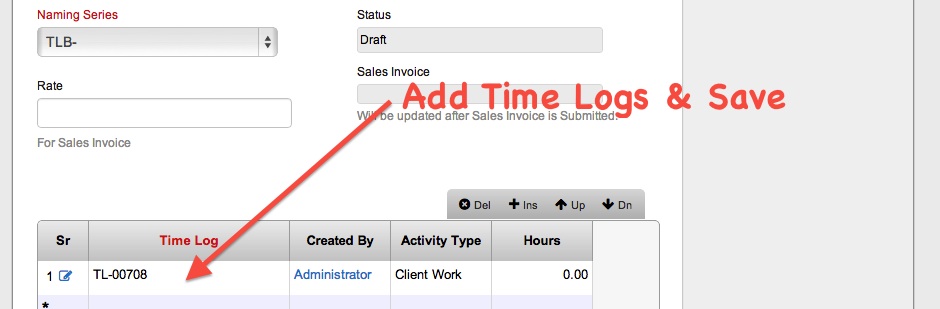 Naming Series
TLB-
Status
Draft
Rate
For Sales Invoice
Sales Invoice
Add Time Logs & Save
Will be updated after Sales Invoice is Submitted.
Del Ins Up Dn
Sr Time Log Created By Activity Type Hours
1 TL-00708 Administrator Client Work 0.00
*